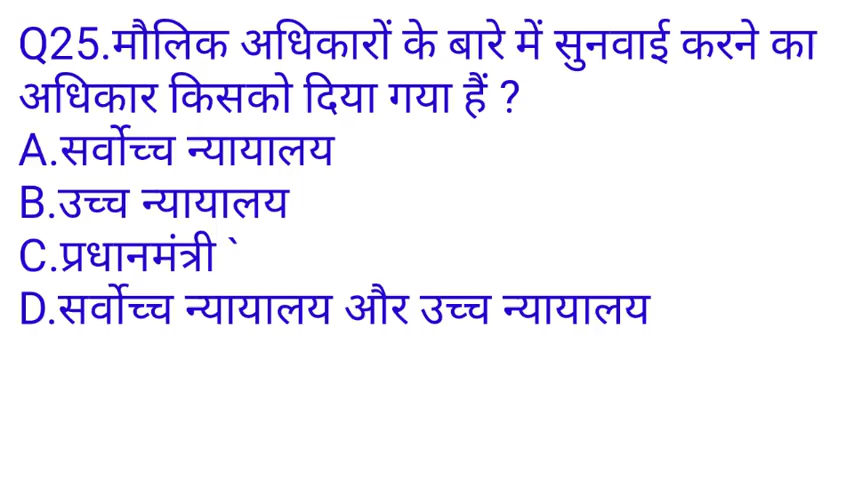 Q25.मौलिक अधिकारों के बारे में सुनवाई करने का
अधिकार किसको दिया गया हैं ?
A.सर्वोच्च न्यायालय
B.उच्च न्यायालय
C.प्रधानमंत्री `
D.सर्वोच्च न्यायालय और उच्च न्यायालय